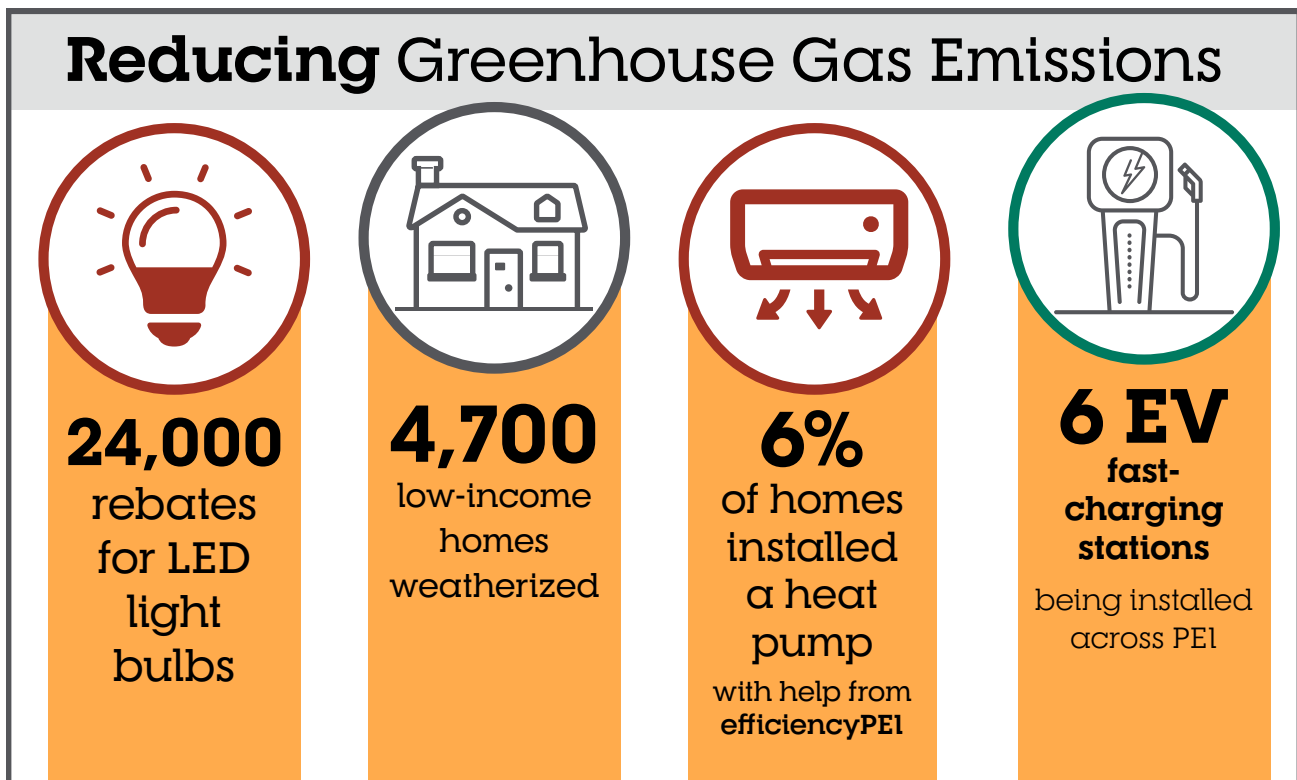 Reducing Greenhouse Gas Emissions
24,000
rebates
for LED
light
bulbs
4,700
low-income
homes
weatherized
6%
of homes
installed
a heat
pump
with help from
efficiencyPEI
6 EV
fast-
charging
stations
being installed
across PEI